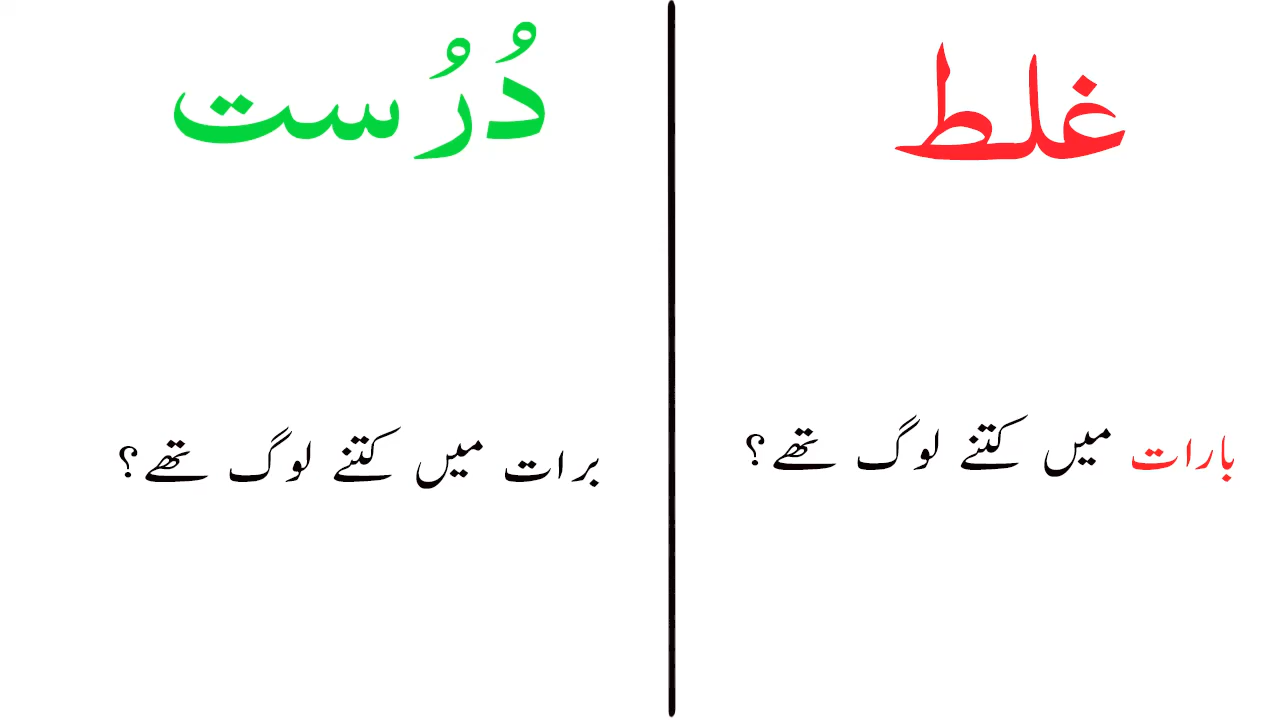 غلط
بارات میں کتنے لوگ تھے؟
دُرُست
برات میں کتنے لوگ تھے؟